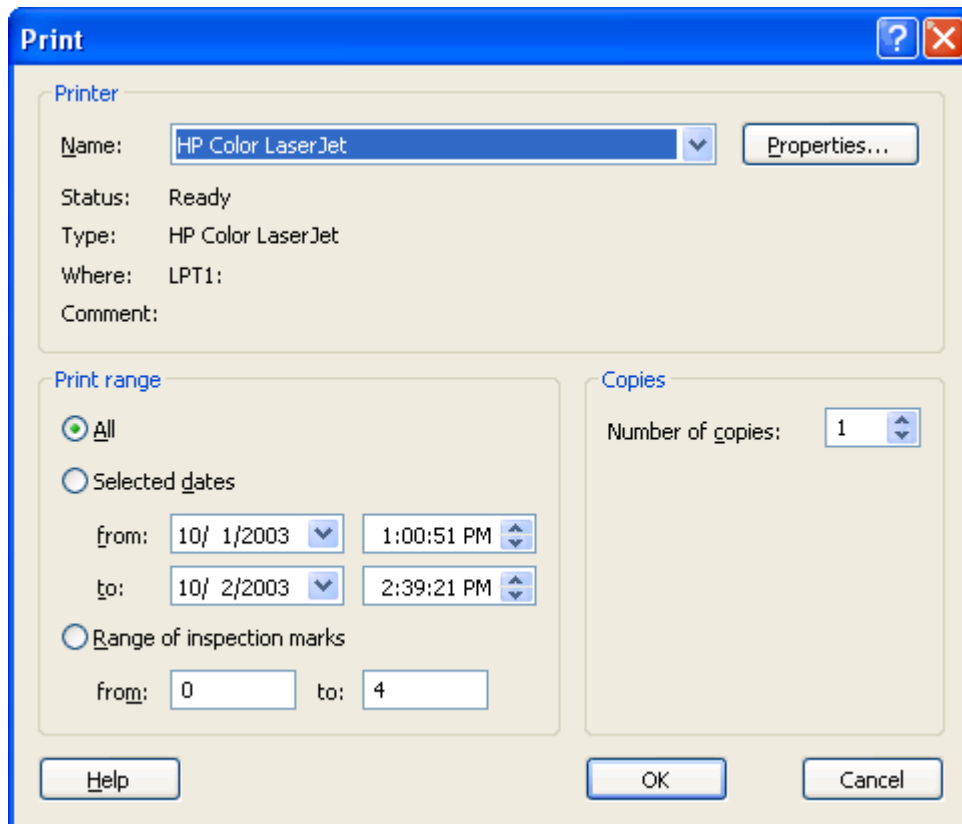 Print
Printer
Name: HP Color LaserJet Properties...
Status: Ready
Type: HP Color LaserJet
Where: LPT1:
Comment:
Print range
All
Selected dates
from: 10/ 1/2003 1:00:51 PM
to: 10/ 2/2003 2:39:21 PM
Range of inspection marks
from: 0 to: 4
Copies
Number of copies: 1
Help OK Cancel